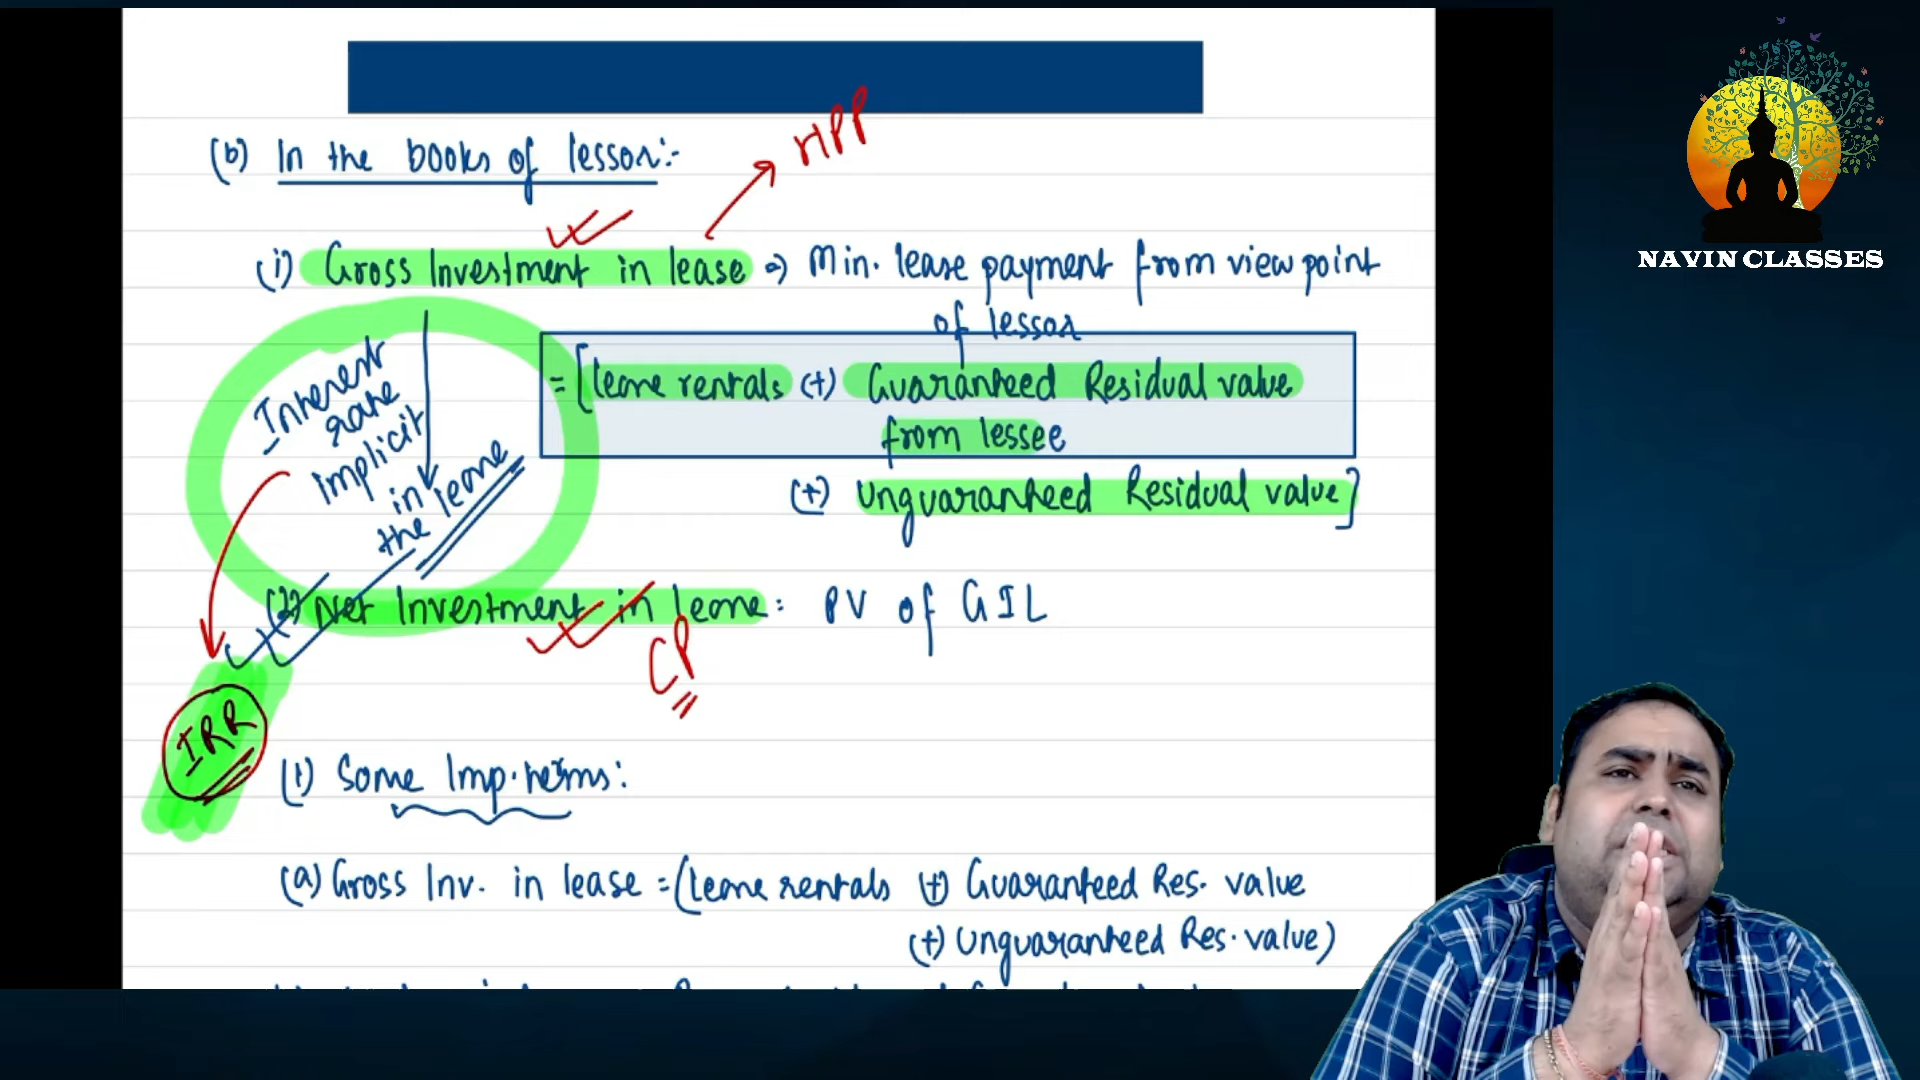 (b) In the books of lessor:-
HPP
(i) Gross Investment in lease => Min. lease payment from view point
of lessor
= [lease rentals (+) Guaranteed Residual value
from lessee
(+) Unguaranteed Residual value]
Interest
rate
implicit
in
the lease
(2) Net Investment in lease: PV of GIL
CP
IRR
(1) Some Imp. terms:
(a) Gross Inv. in lease = (Lease rentals (+) Guaranteed Res. value
(+) Unguaranteed Res. value)
NAVIN CLASSES